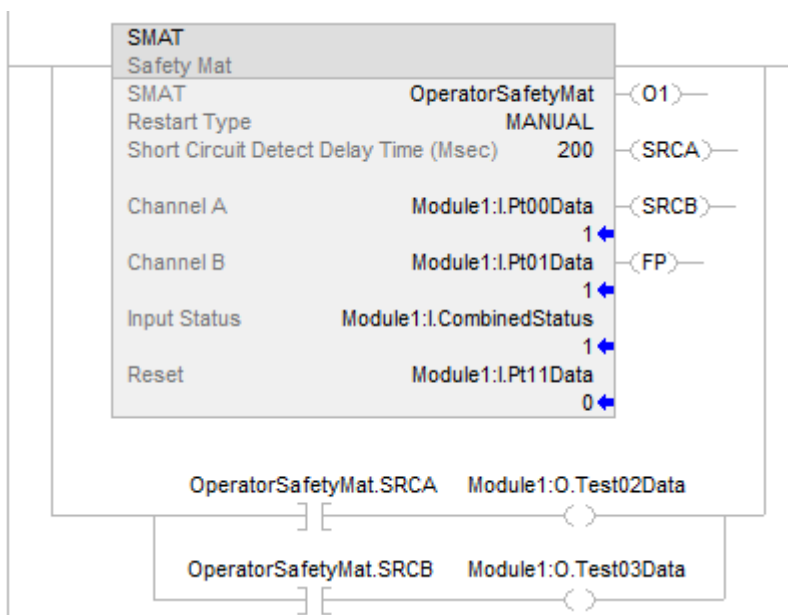 SMAT
Safety Mat
SMAT OperatorSafetyMat O1
Restart Type MANUAL
Short Circuit Detect Delay Time (Msec) 200 SRCA
Channel A Module1:I.Pt00Data SRCB
1
Channel B Module1:I.Pt01Data FP
1
Input Status Module1:I.CombinedStatus
1
Reset Module1:I.Pt11Data
0
OperatorSafetyMat.SRCA Module1:O.Test02Data
OperatorSafetyMat.SRCB Module1:O.Test03Data